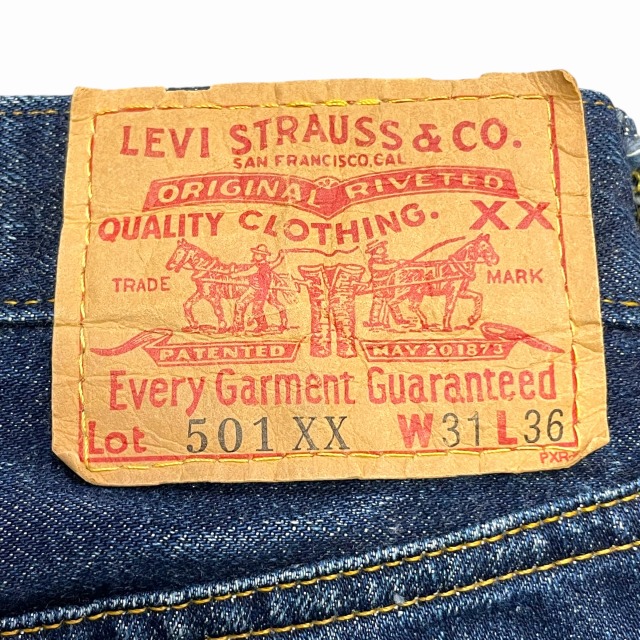 LEVI STRAUSS & CO.
SAN FRANCISCO, CAL
ORIGINAL RIVETED
QUALITY CLOTHING. XX
TRADE MARK
PATENTED MAY 20 1873
Every Garment Guaranteed
Lot 501 XX W 31 L 36
PXR-